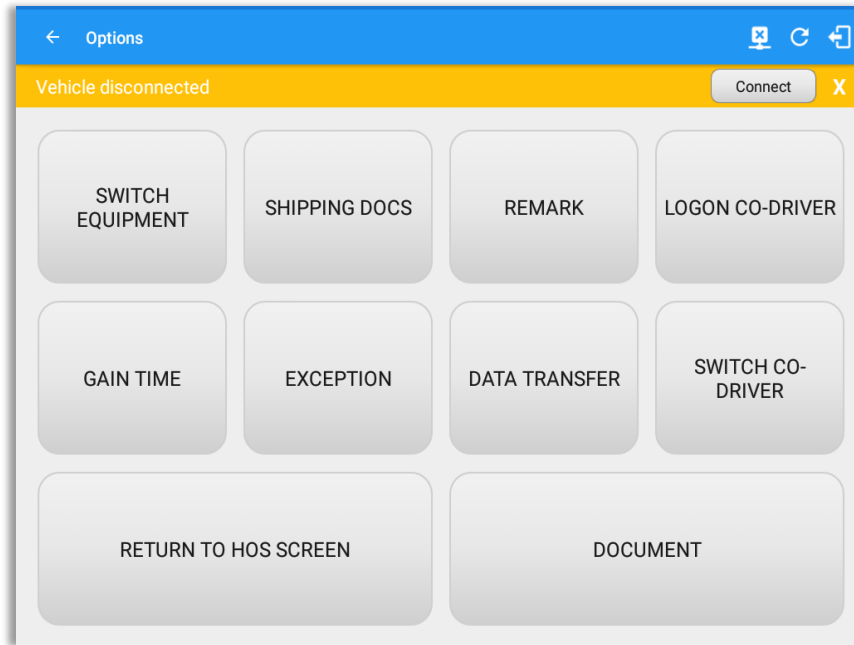 Options
Vehicle disconnected
Connect
X
SWITCH
EQUIPMENT
SHIPPING DOCS
REMARK
LOGON CO-DRIVER
GAIN TIME
EXCEPTION
DATA TRANSFER
SWITCH CO-
DRIVER
RETURN TO HOS SCREEN
DOCUMENT